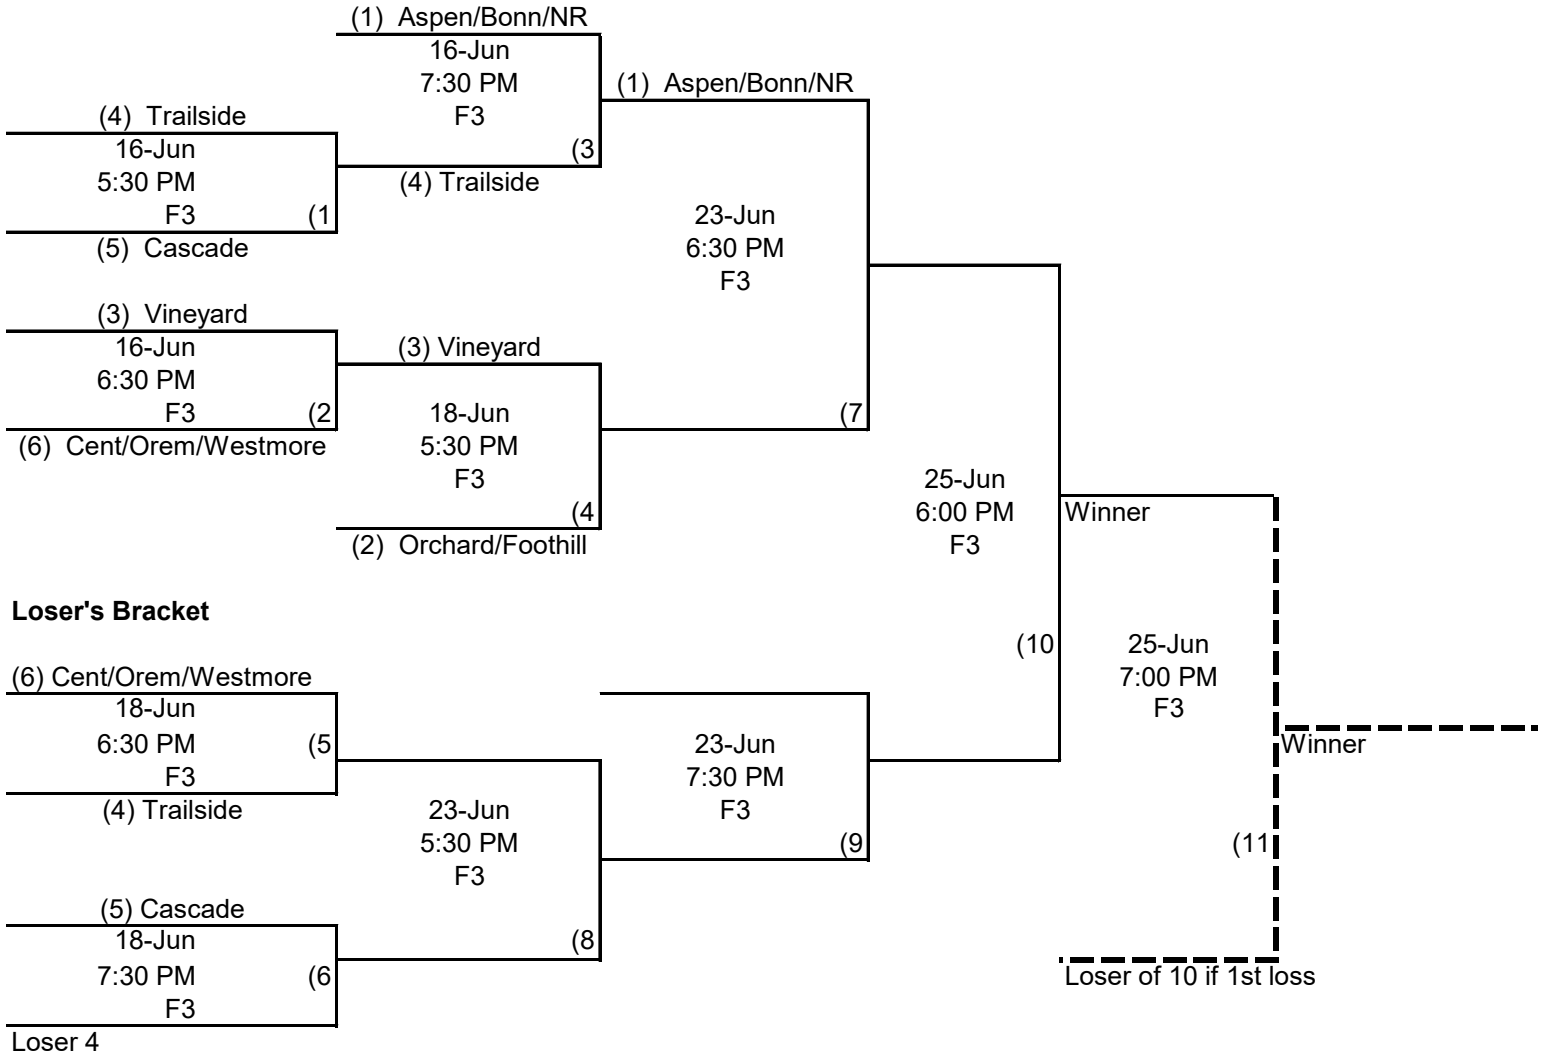 (1)  Aspen/Bonn/NR
16-Jun
7:30 PM
F3
(3
(1)  Aspen/Bonn/NR
(4)  Trailside
16-Jun
5:30 PM
F3
(1
(5)  Cascade
(4) Trailside
23-Jun
6:30 PM
F3
(7
(3)  Vineyard
16-Jun
6:30 PM
F3
(2
(6)  Cent/Orem/Westmore
(3) Vineyard
18-Jun
5:30 PM
F3
(4
(2)  Orchard/Foothill
25-Jun
6:00 PM
F3
(10
Winner
Loser's Bracket
(6) Cent/Orem/Westmore
18-Jun
6:30 PM
(5
F3
(4) Trailside
23-Jun
5:30 PM
F3
(8
23-Jun
7:30 PM
F3
(9
25-Jun
7:00 PM
F3
(11
Winner
(5) Cascade
18-Jun
7:30 PM
(6
F3
Loser 4
Loser of 10 if 1st loss